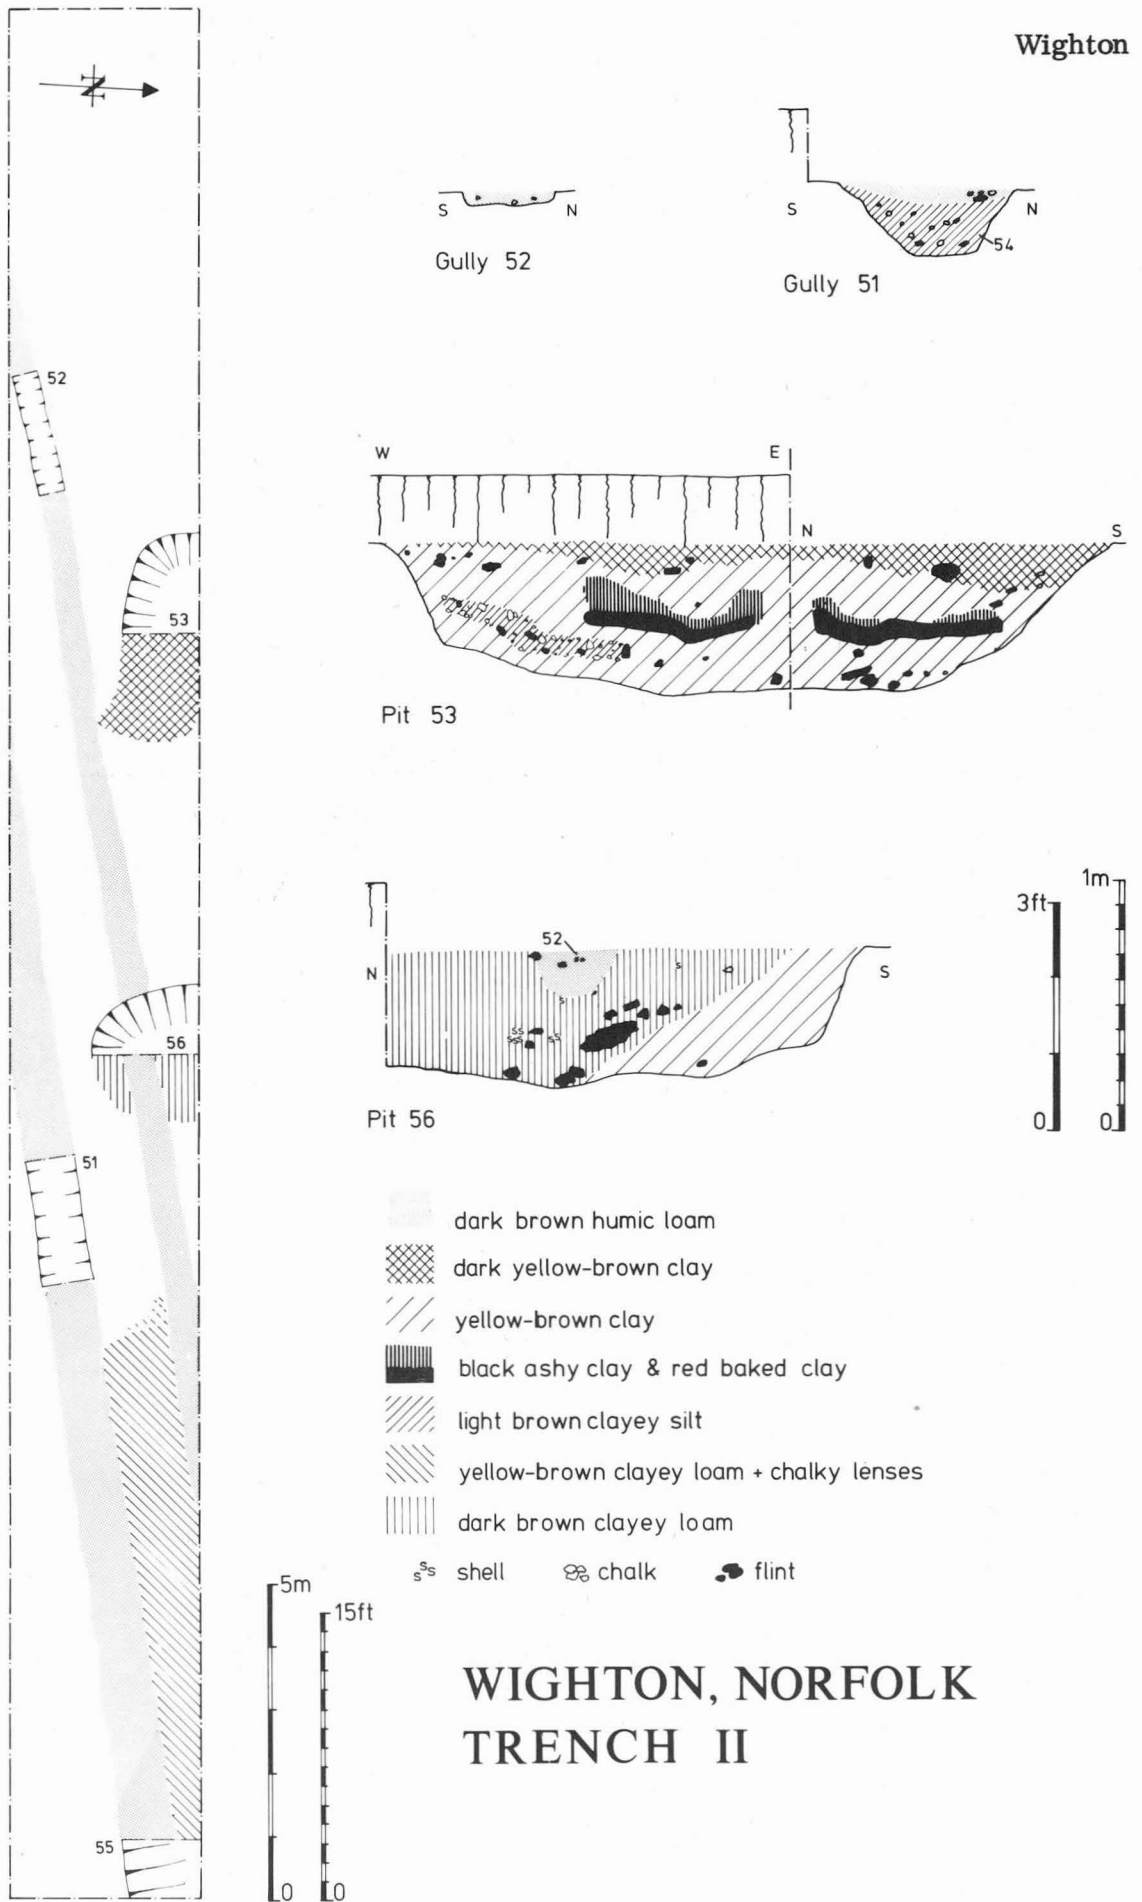 Wighton
N
S N
Gully 52
S N
54
Gully 51
52
W E
N S
53
Pit 53
3ft 1m
52
N S
0 0
56
Pit 56
51
dark brown humic loam
dark yellow-brown clay
yellow-brown clay
black ashy clay & red baked clay
light brown clayey silt
yellow-brown clayey loam + chalky lenses
dark brown clayey loam
sss shell chalk flint
5m
15ft
WIGHTON, NORFOLK
TRENCH II
55
0 0